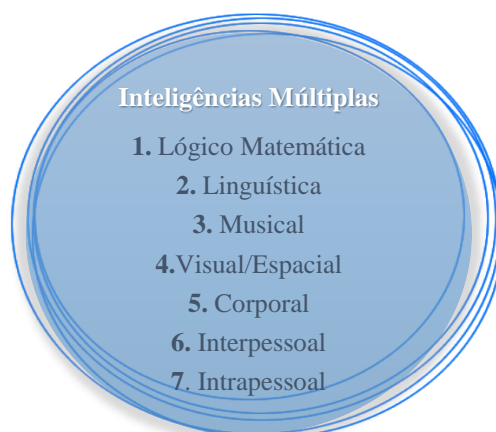 Inteligências Múltiplas
1. Lógico Matemática
2. Linguística
3. Musical
4.Visual/Espacial
5. Corporal
6. Interpessoal
7. Intrapessoal